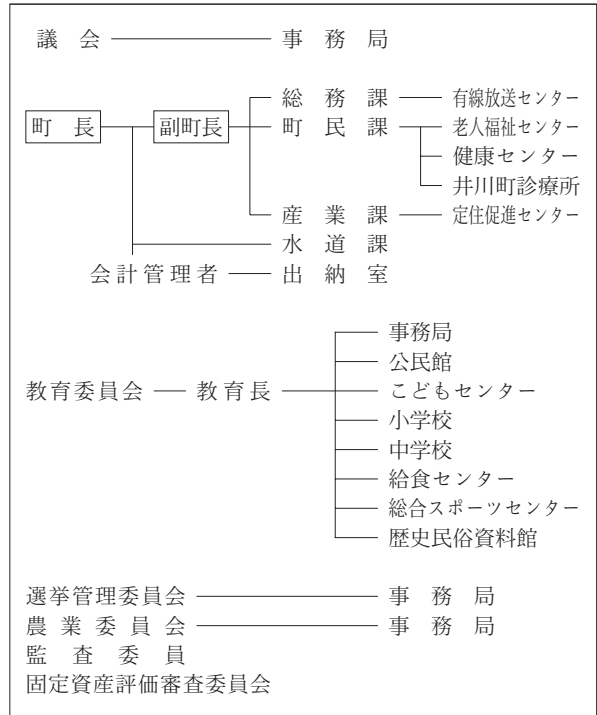 議会 事務局
総務課 有線放送センター
町長 副町長 町民課 老人福祉センター
健康センター
井川町診療所
産業課 定住促進センター
水道課
会計管理者 出納室
事務局
公民館
教育委員会 教育長 こどもセンター
小学校
中学校
給食センター
総合スポーツセンター
歴史民俗資料館
選挙管理委員会 事務局
農業委員会 事務局
監査委員
固定資産評価審査委員会